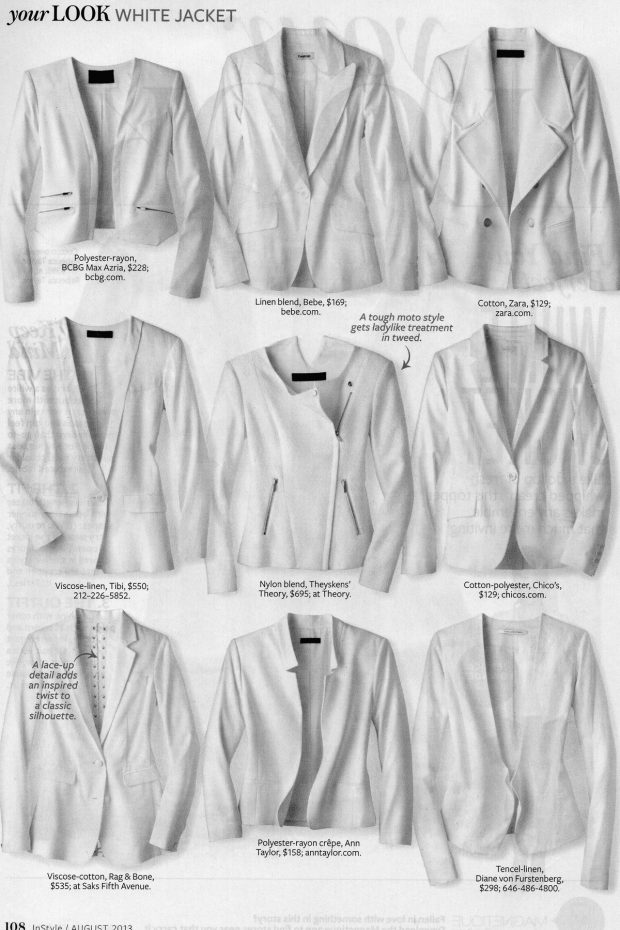 your LOOK WHITE JACKET
Polyester-rayon,
BCBG Max Azria, $228;
bcbg.com.
Linen blend, Bebe, $169;
bebe.com.
Cotton, Zara, $129;
zara.com.
A tough moto style
gets ladylike treatment
in tweed.
Viscose-linen, Tibi, $550;
212–226–5852.
Nylon blend, Theyskens'
Theory, $695; at Theory.
Cotton-polyester, Chico's,
$129; chicos.com.
A lace-up
detail adds
an inspired
twist to
a classic
silhouette.
Viscose-cotton, Rag & Bone,
$535; at Saks Fifth Avenue.
Polyester-rayon crêpe, Ann
Taylor, $158; anntaylor.com.
Tencel-linen,
Diane von Furstenberg,
$298; 646-486-4800.
108 InStyle / AUGUST 2013